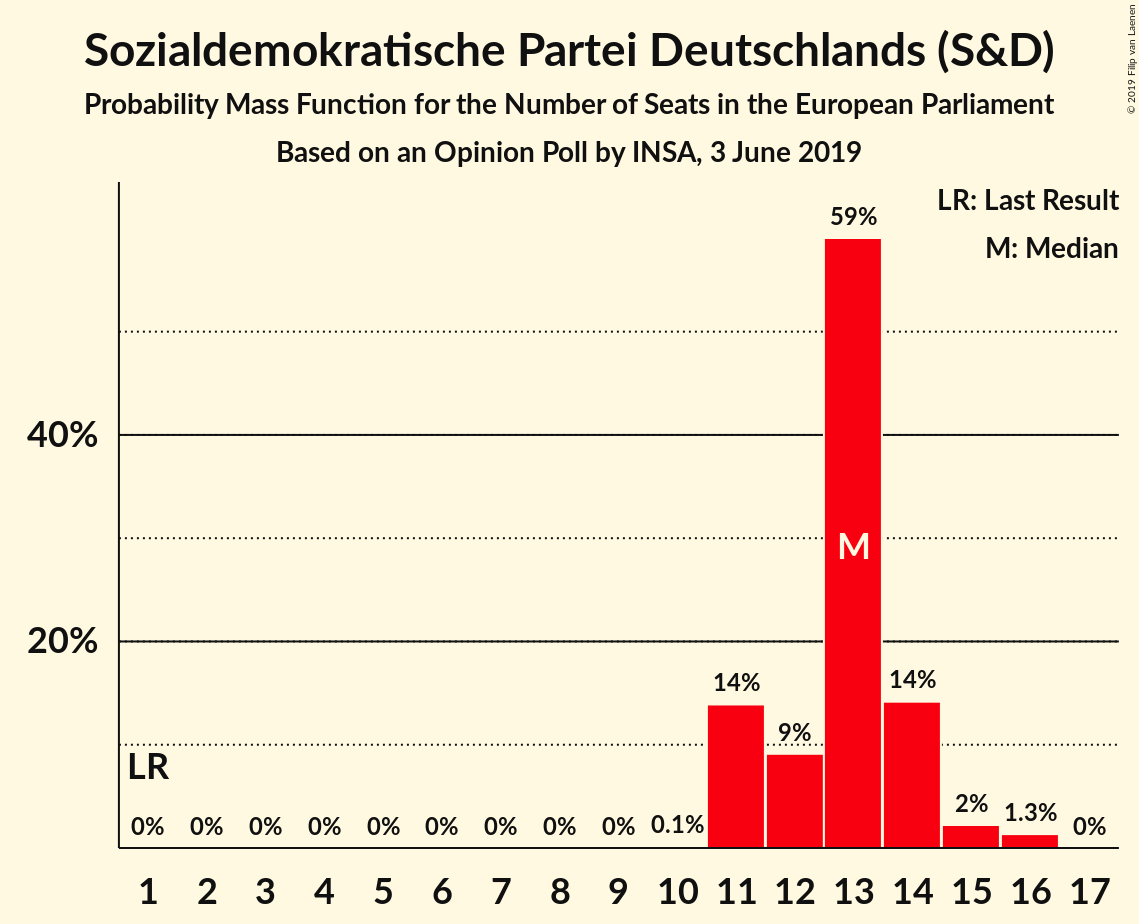 Sozialdemokratische Partei Deutschlands (S&D)
Probability Mass Function for the Number of Seats in the European Parliament
Based on an Opinion Poll by INSA, 3 June 2019
© 2019 Filip van Laenen
LR: Last Result
M: Median
59%
40%
M
20%
14%
14%
9%
LR
2%
1.3%
0% 0% 0% 0% 0% 0% 0% 0% 0% 0.1% 0%
1 2 3 4 5 6 7 8 9 10 11 12 13 14 15 16 17